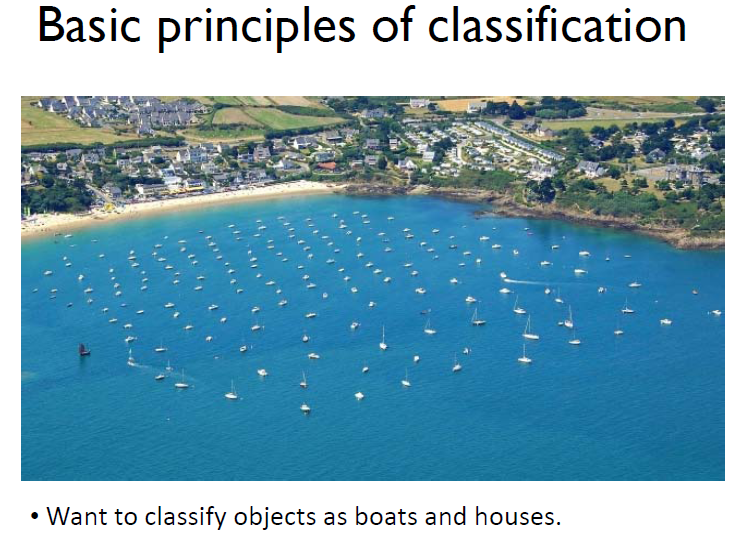 Basic principles of classification
• Want to classify objects as boats and houses.